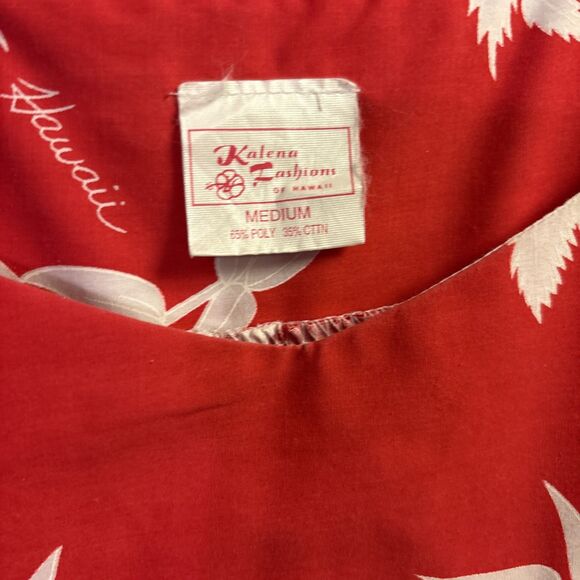 Hawaii
Kalena
Fashions
OF HAWAII
MEDIUM
65% POLY 35% CTTN